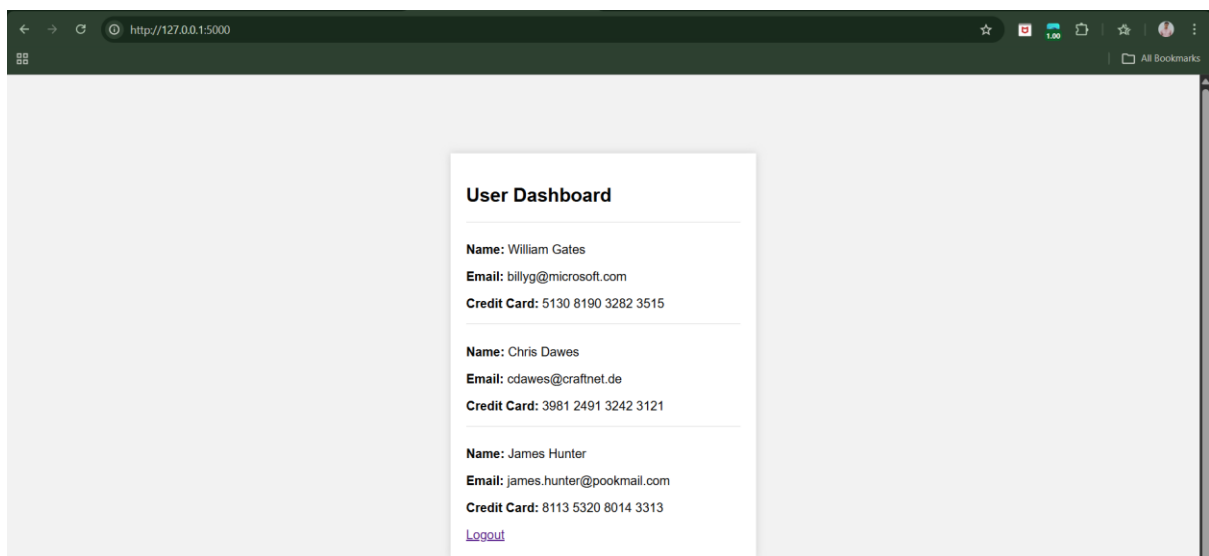 http://127.0.0.1:5000
1.00
All Bookmarks
User Dashboard
Name: William Gates
Email: billyg@microsoft.com
Credit Card: 5130 8190 3282 3515
Name: Chris Dawes
Email: cdawes@craftnet.de
Credit Card: 3981 2491 3242 3121
Name: James Hunter
Email: james.hunter@pookmail.com
Credit Card: 8113 5320 8014 3313
Logout